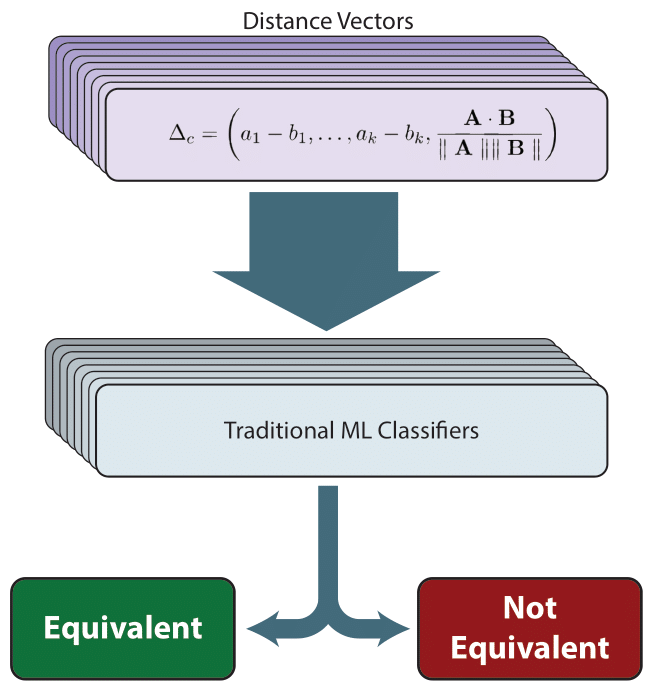 Distance Vectors
$\Delta_c = \left( a_1 - b_1, \ldots, a_k - b_k, \frac{\mathbf{A} \cdot \mathbf{B}}{\| \mathbf{A} \| \| \mathbf{B} \|} \right)$
Traditional ML Classifiers
Equivalent
Not
Equivalent